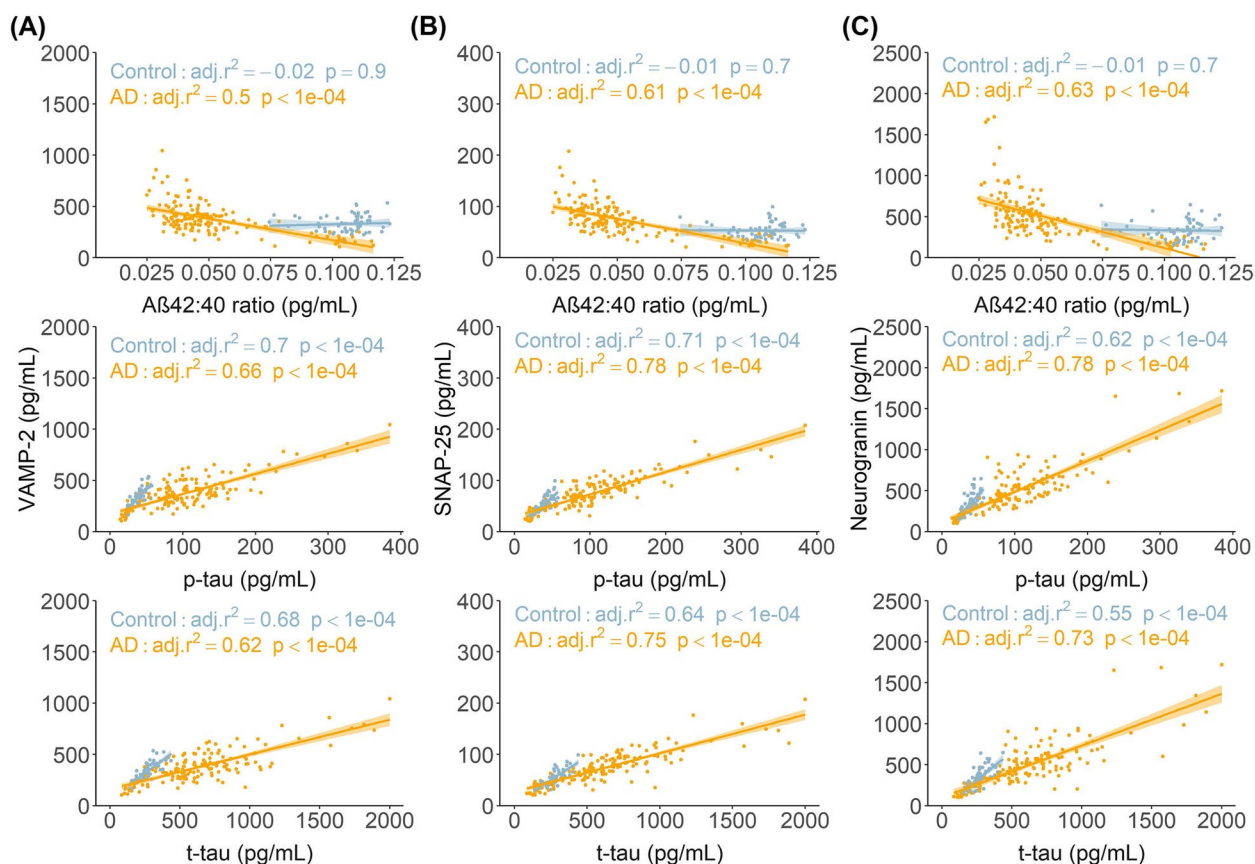 (A)
2000
1500
1000
500
0
Control : adj.r² = −0.02 p = 0.9
AD : adj.r² = 0.5 p < 1e-04
0.025
0.050
0.075
0.100
0.125
Aß42:40 ratio (pg/mL)
(B)
400
300
200
100
0
Control : adj.r² = −0.01 p = 0.7
AD : adj.r² = 0.61 p < 1e-04
0.025
0.050
0.075
0.100
0.125
Aß42:40 ratio (pg/mL)
(C)
2500
2000
1500
1000
500
0
Control : adj.r² = −0.01 p = 0.7
AD : adj.r² = 0.63 p < 1e-04
0.025
0.050
0.075
0.100
0.125
Aß42:40 ratio (pg/mL)
VAMP-2 (pg/mL)
2000
1500
1000
500
0
Control : adj.r² = 0.7 p < 1e-04
AD : adj.r² = 0.66 p < 1e-04
0
100
200
300
400
p-tau (pg/mL)
SNAP-25 (pg/mL)
400
300
200
100
0
Control : adj.r² = 0.71 p < 1e-04
AD : adj.r² = 0.78 p < 1e-04
0
100
200
300
400
p-tau (pg/mL)
Neurogranin (pg/mL)
2500
2000
1500
1000
500
0
Control : adj.r² = 0.62 p < 1e-04
AD : adj.r² = 0.78 p < 1e-04
0
100
200
300
400
p-tau (pg/mL)
2000
1500
1000
500
0
Control : adj.r² = 0.68 p < 1e-04
AD : adj.r² = 0.62 p < 1e-04
0
500
1000
1500
2000
t-tau (pg/mL)
400
300
200
100
0
Control : adj.r² = 0.64 p < 1e-04
AD : adj.r² = 0.75 p < 1e-04
0
500
1000
1500
2000
t-tau (pg/mL)
2500
2000
1500
1000
500
0
Control : adj.r² = 0.55 p < 1e-04
AD : adj.r² = 0.73 p < 1e-04
0
500
1000
1500
2000
t-tau (pg/mL)